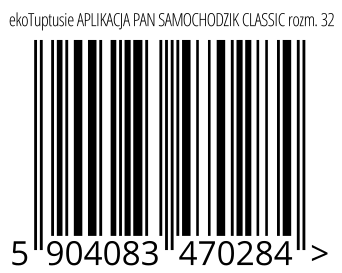 ekoTuptusie APLIKACJA PAN SAMOCHODZIK CLASSIC rozm. 32
5 904083 470284 >